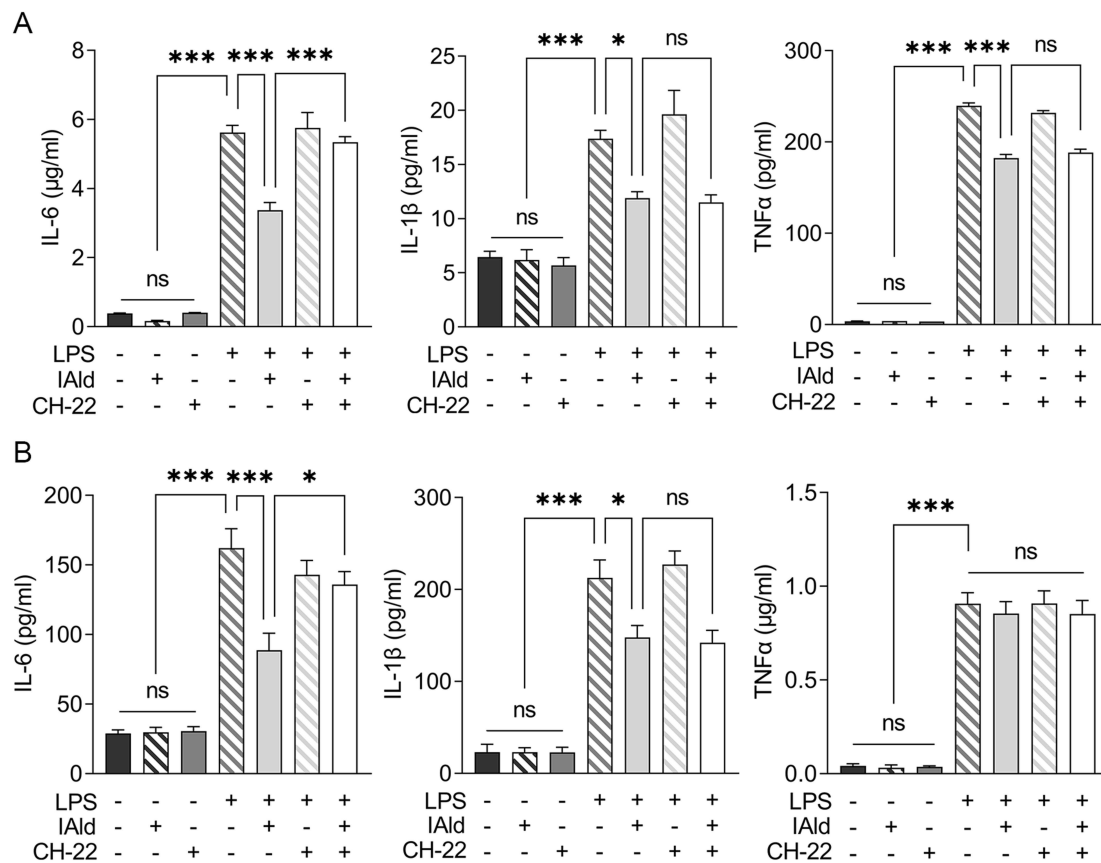 A
IL-6 (μg/ml)
8
6
4
2
0
ns
*** *** ***
LPS - - - + + + +
IAld - + - - + - +
CH-22 - - + - - + +
IL-1β (pg/ml)
25
20
15
10
5
0
ns
*** * ns
LPS - - - + + + +
IAld - + - - + - +
CH-22 - - + - - + +
TNFα (pg/ml)
300
200
100
0
ns
*** *** ns
LPS - - - + + + +
IAld - + - - + - +
CH-22 - - + - - + +
B
IL-6 (pg/ml)
200
150
100
50
0
ns
*** *** *
LPS - - - + + + +
IAld - + - - + - +
CH-22 - - + - - + +
IL-1β (pg/ml)
300
200
100
0
ns
*** * ns
LPS - - - + + + +
IAld - + - - + - +
CH-22 - - + - - + +
TNFα (μg/ml)
1.5
1.0
0.5
0.0
ns
***
ns
LPS - - - + + + +
IAld - + - - + - +
CH-22 - - + - - + +